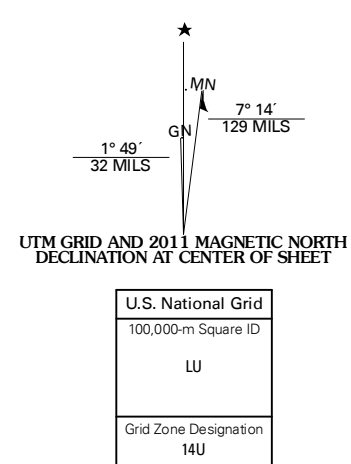 MN
GN
7° 14´
129 MILS
1° 49´
32 MILS
UTM GRID AND 2011 MAGNETIC NORTH
DECLINATION AT CENTER OF SHEET
U.S. National Grid
100,000-m Square ID
LU
Grid Zone Designation
14U